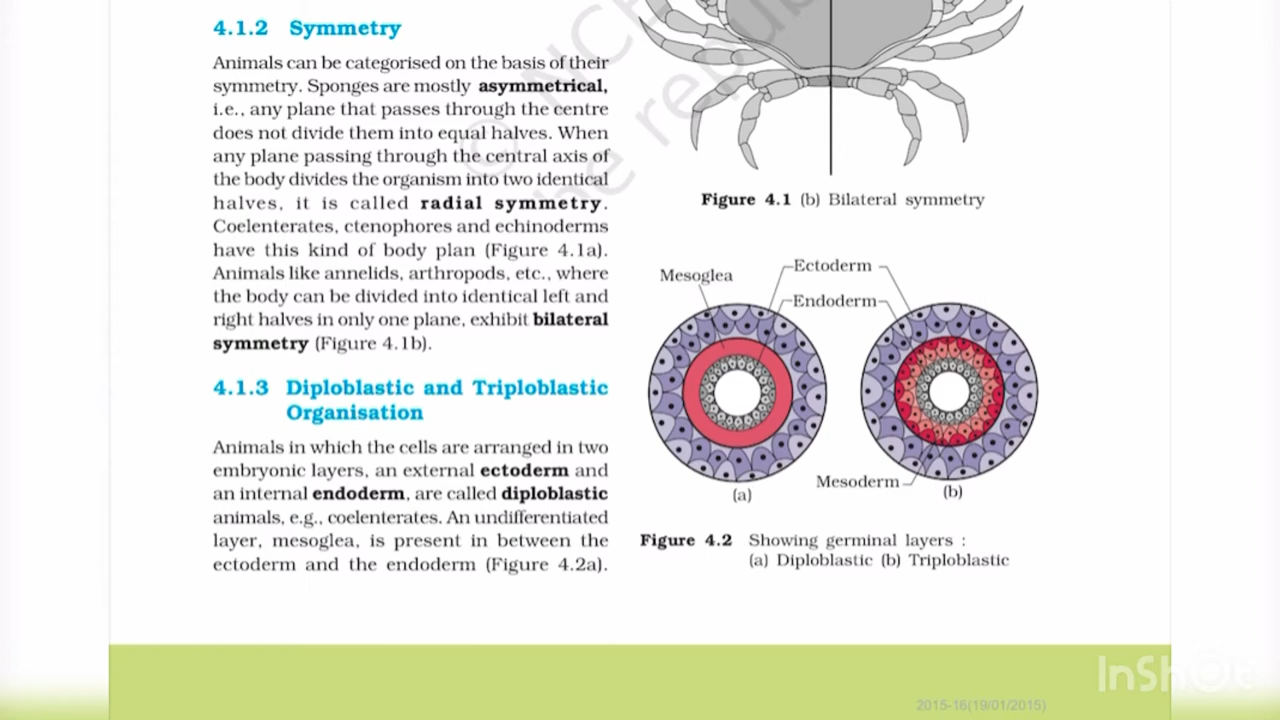 4.1.2 Symmetry
Animals can be categorised on the basis of their
symmetry. Sponges are mostly asymmetrical,
i.e., any plane that passes through the centre
does not divide them into equal halves. When
any plane passing through the central axis of
the body divides the organism into two identical
halves, it is called radial symmetry.
Coelenterates, ctenophores and echinoderms
have this kind of body plan (Figure 4.1a).
Animals like annelids, arthropods, etc., where
the body can be divided into identical left and
right halves in only one plane, exhibit bilateral
symmetry (Figure 4.1b).
4.1.3 Diploblastic and Triploblastic
Organisation
Animals in which the cells are arranged in two
embryonic layers, an external ectoderm and
an internal endoderm, are called diploblastic
animals, e.g., coelenterates. An undifferentiated
layer, mesoglea, is present in between the
ectoderm and the endoderm (Figure 4.2a).
Figure 4.1 (b) Bilateral symmetry
Mesoglea
Ectoderm
Endoderm
Mesoderm
(a)
(b)
Figure 4.2 Showing germinal layers :
(a) Diploblastic (b) Triploblastic
© NCE
be repub
InShOt
2015-16(19/01/2015)